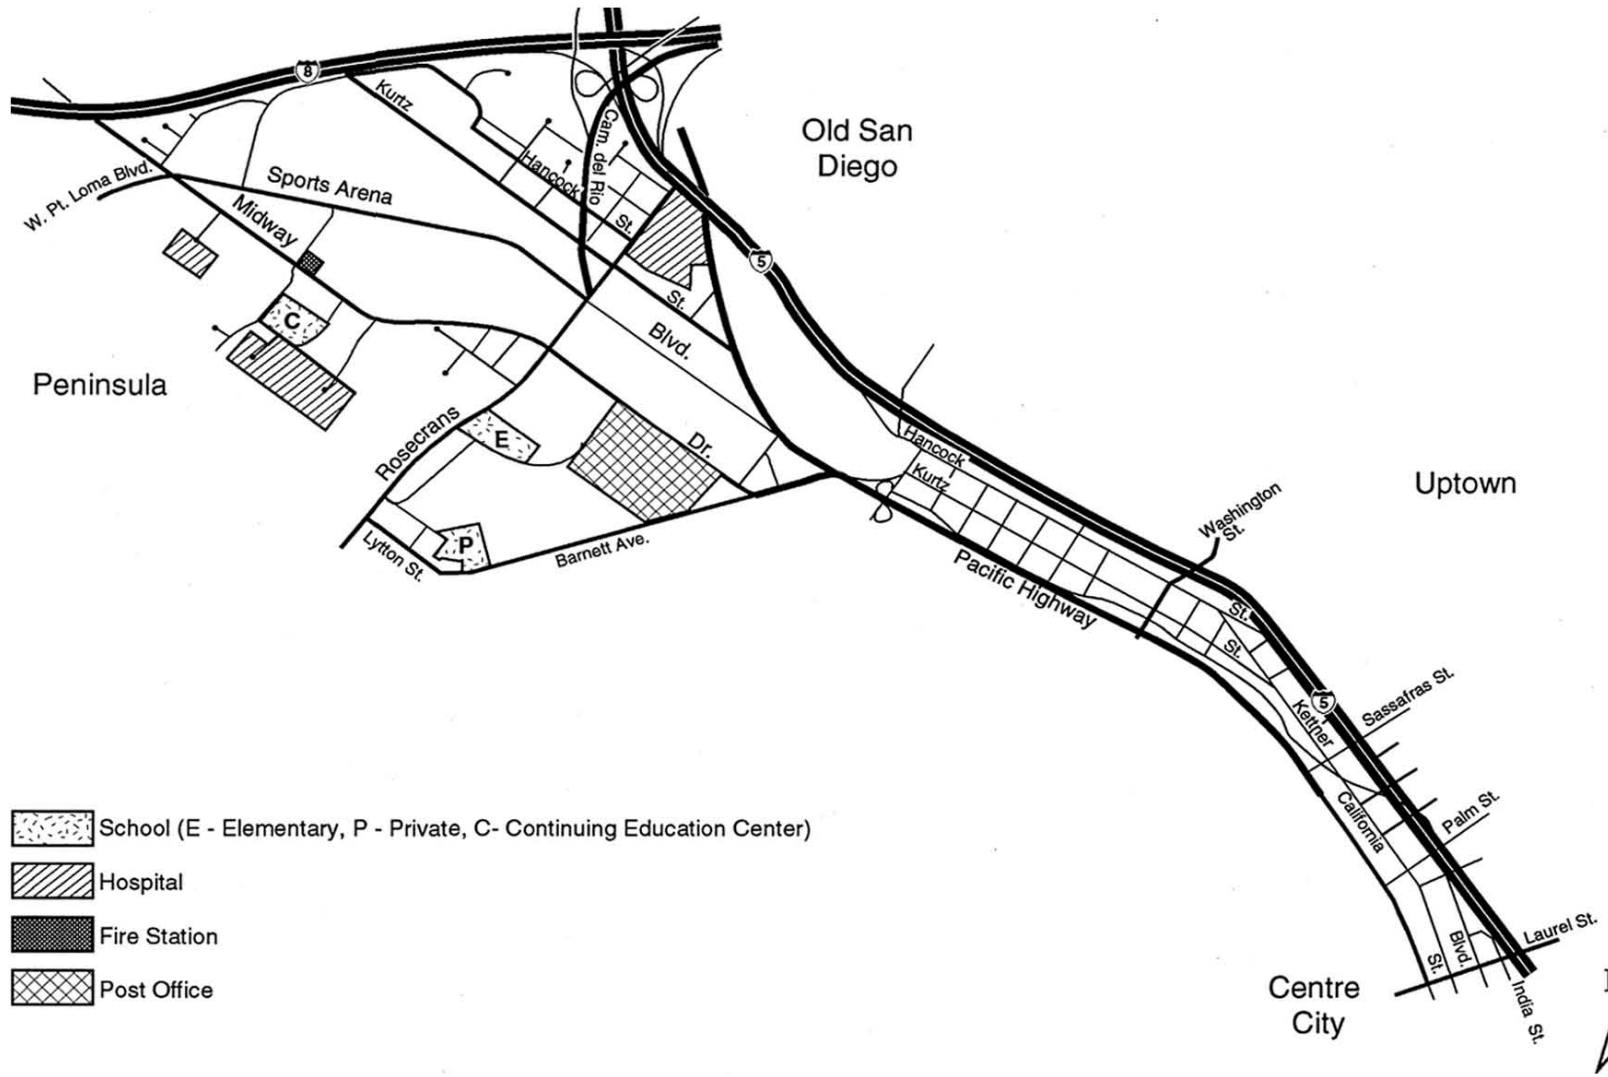 8
Kurtz
Cam. del Rio
Old San
Diego
Hancock
St.
W. Pt. Loma Blvd.
Sports Arena
Midway
5
St.
C
Blvd.
Peninsula
Rosecrans
E
Dr.
Hancock
Kurtz
Uptown
Washington
St.
P
Lytton St.
Barnett Ave.
Pacific Highway
St.
St.
5
Kettner
Sassafras St.
California
Palm St.
School (E - Elementary, P - Private, C- Continuing Education Center)
Hospital
Fire Station
Post Office
St.
Blvd.
Laurel St.
India St.
Centre
City